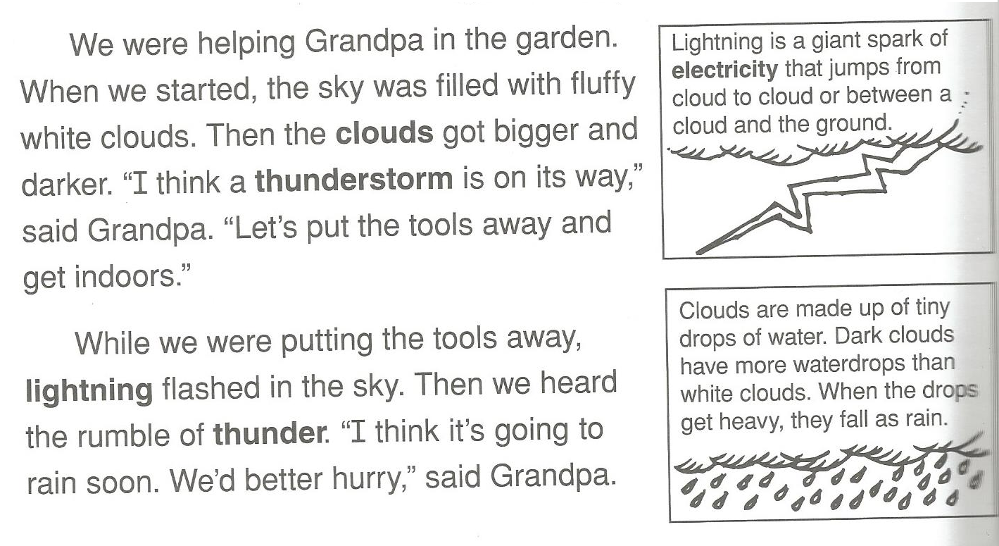 We were helping Grandpa in the garden.
When we started, the sky was filled with fluffy
white clouds. Then the clouds got bigger and
darker. “I think a thunderstorm is on its way,”
said Grandpa. “Let’s put the tools away and
get indoors.”
While we were putting the tools away,
lightning flashed in the sky. Then we heard
the rumble of thunder. “I think it’s going to
rain soon. We’d better hurry,” said Grandpa.
Lightning is a giant spark of
electricity that jumps from
cloud to cloud or between a
cloud and the ground.
Clouds are made up of tiny
drops of water. Dark clouds
have more waterdrops than
white clouds. When the drops
get heavy, they fall as rain.